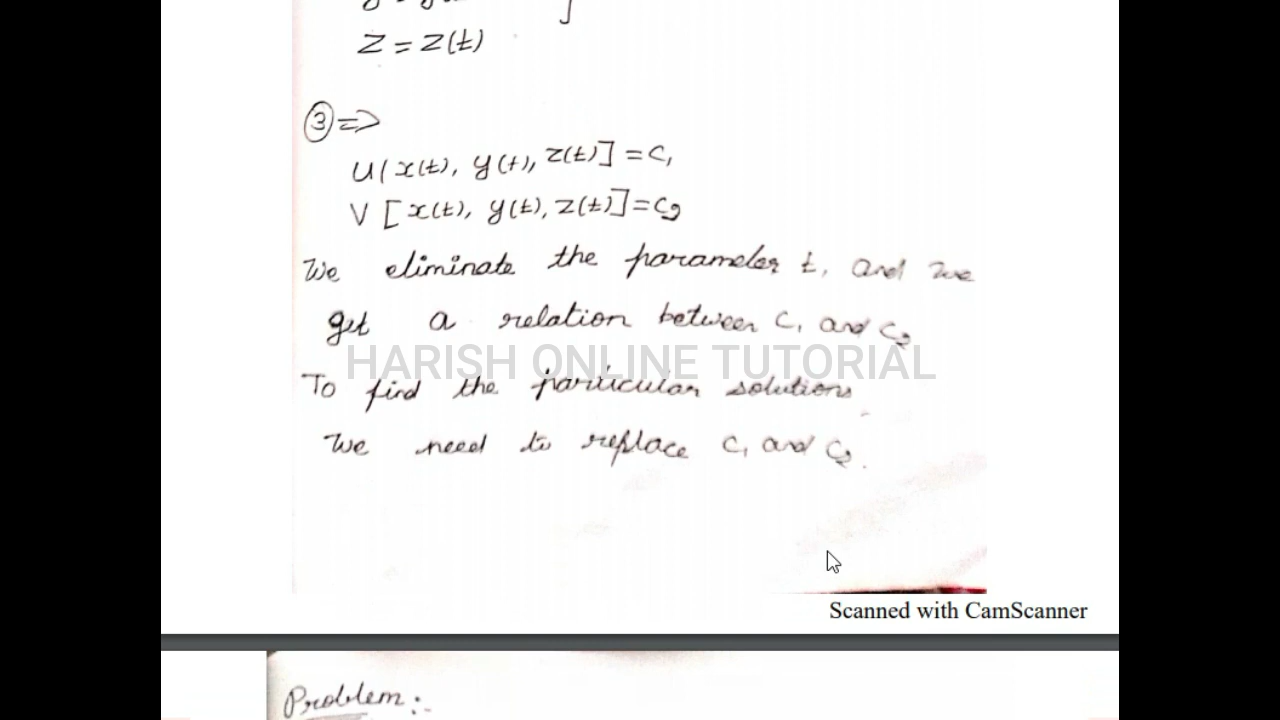 Z = Z(t)
③ =>
U[x(t), y(t), z(t)] = C₁
V [x(t), y(t), z(t)] = C₂
We eliminate the parameter t, and we
get a relation between C₁ and C₂
HARISH ONLINE TUTORIAL
To find the particular solutions
We need to replace C₁ and C₂.
Scanned with CamScanner
Problem:-